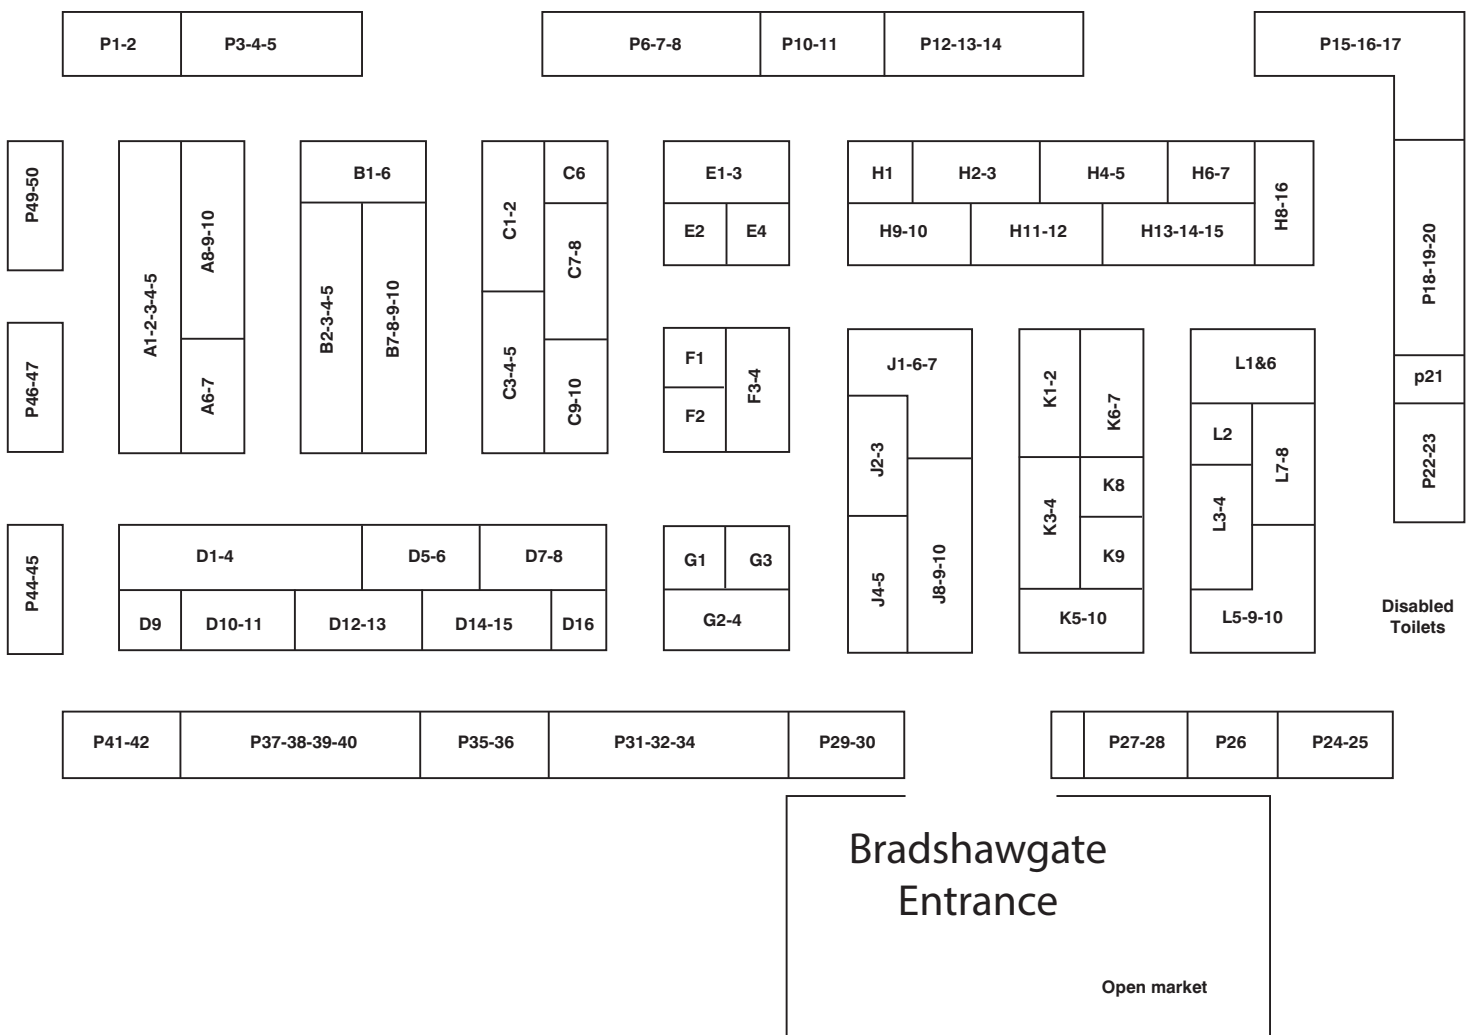 P1-2
P3-4-5
P6-7-8
P10-11
P12-13-14
P15-16-17
P49-50
A1-2-3-4-5
A8-9-10
A6-7
B1-6
B2-3-4-5
B7-8-9-10
C1-2
C6
C7-8
C3-4-5
C9-10
E1-3
E2
E4
H1
H2-3
H4-5
H6-7
H8-16
H9-10
H11-12
H13-14-15
P18-19-20
P46-47
F1
F2
F3-4
J1-6-7
J2-3
J4-5
J8-9-10
K1-2
K6-7
K3-4
K8
K9
K5-10
L1&6
L2
L7-8
L3-4
L5-9-10
p21
P22-23
P44-45
D1-4
D5-6
D7-8
D9
D10-11
D12-13
D14-15
D16
G1
G3
G2-4
Disabled
Toilets
P41-42
P37-38-39-40
P35-36
P31-32-34
P29-30
P27-28
P26
P24-25
Bradshawgate
Entrance
Open market